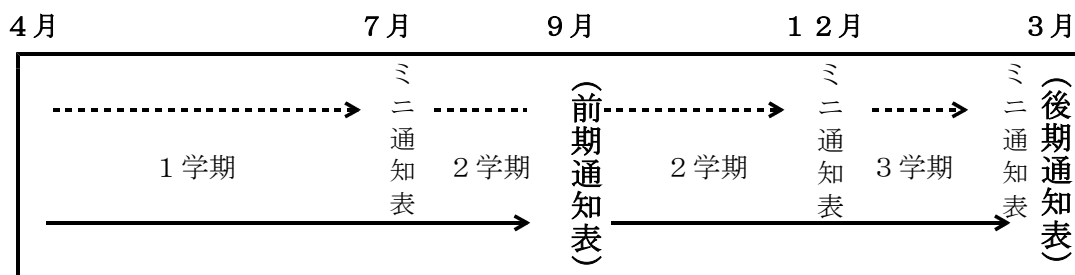 ４月
７月
９月
１２月
３月
１学期
ミニ通知表
２学期
（前期通知表）
２学期
ミニ通知表
３学期
ミニ通知表
（後期通知表）